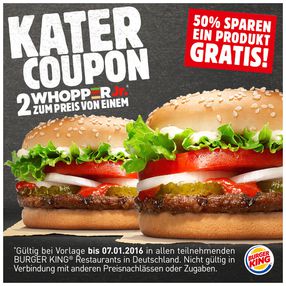 KATER
COUPON
2 WHOPPER Jr.
ZUM PREIS VON EINEM
50% SPAREN
EIN PRODUKT
GRATIS!
*Gültig bei Vorlage bis 07.01.2016 in allen teilnehmenden
BURGER KING® Restaurants in Deutschland. Nicht gültig in
Verbindung mit anderen Preisnachlässen oder Zugaben.
BURGER
KING